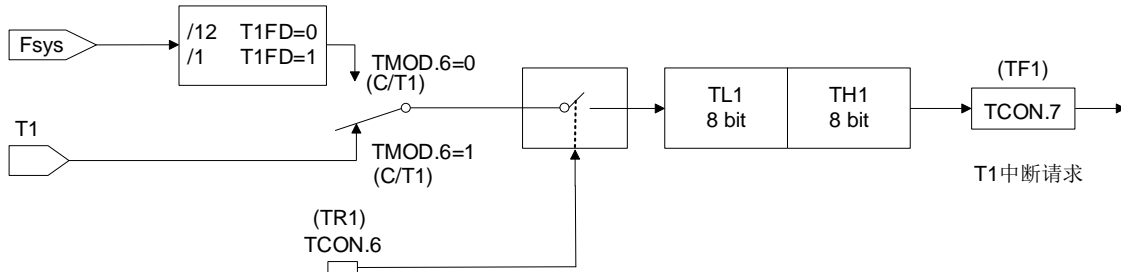 Fsys
/12 T1FD=0
/1 T1FD=1
TMOD.6=0
(C/T1)
T1
TMOD.6=1
(C/T1)
(TR1)
TCON.6
TL1
8 bit
TH1
8 bit
(TF1)
TCON.7
T1中断请求